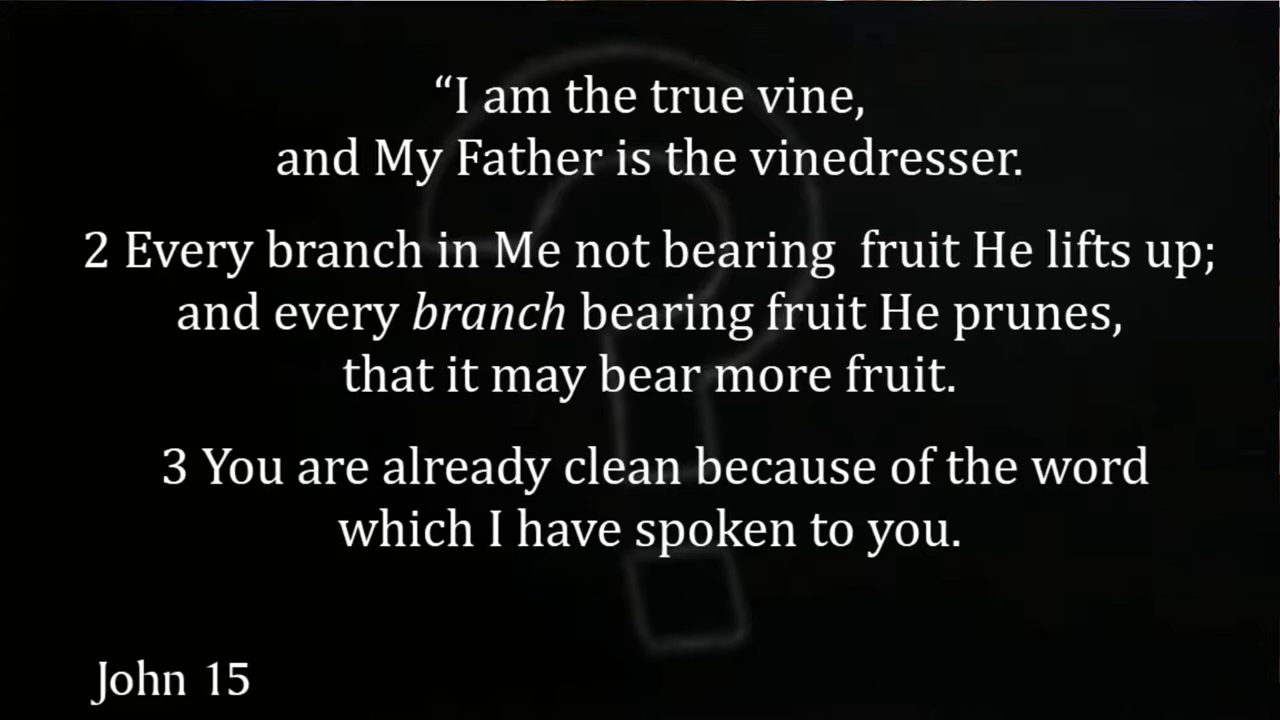 “I am the true vine,
and My Father is the vinedresser.
2 Every branch in Me not bearing  fruit He lifts up;
and every branch bearing fruit He prunes,
that it may bear more fruit.
3 You are already clean because of the word
which I have spoken to you.
John 15